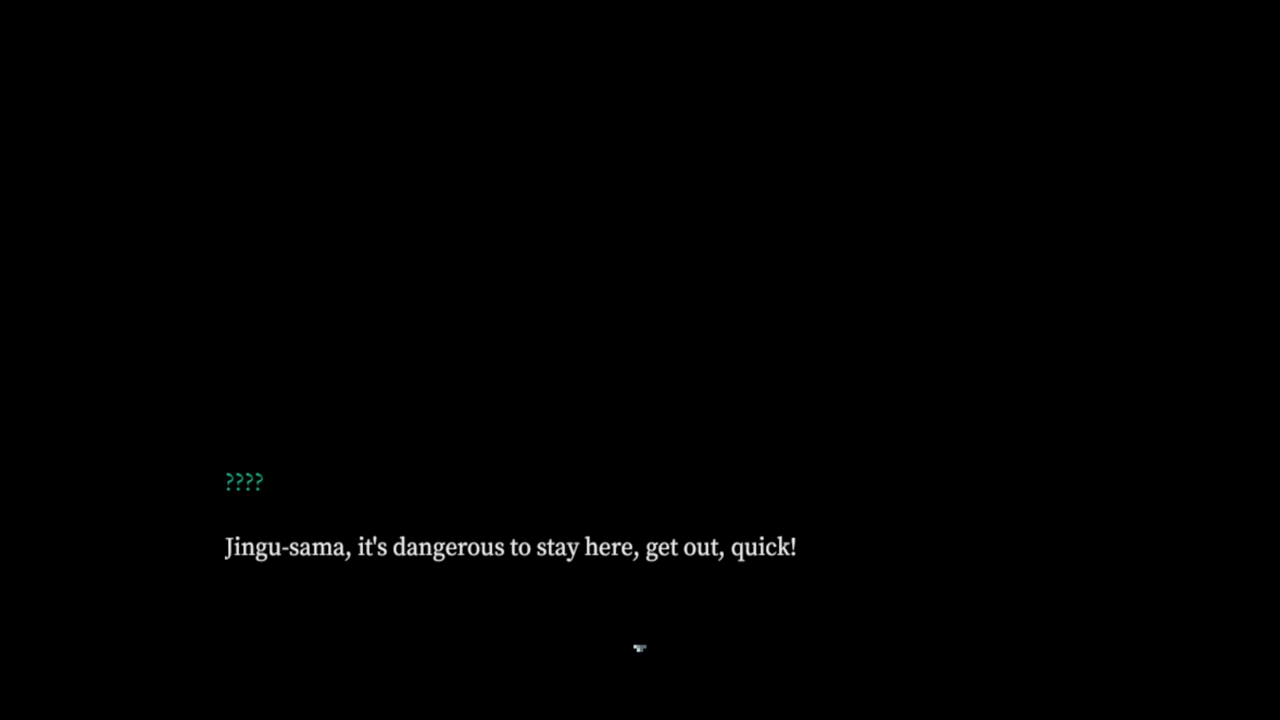 ????
Jingu-sama, it's dangerous to stay here, get out, quick!